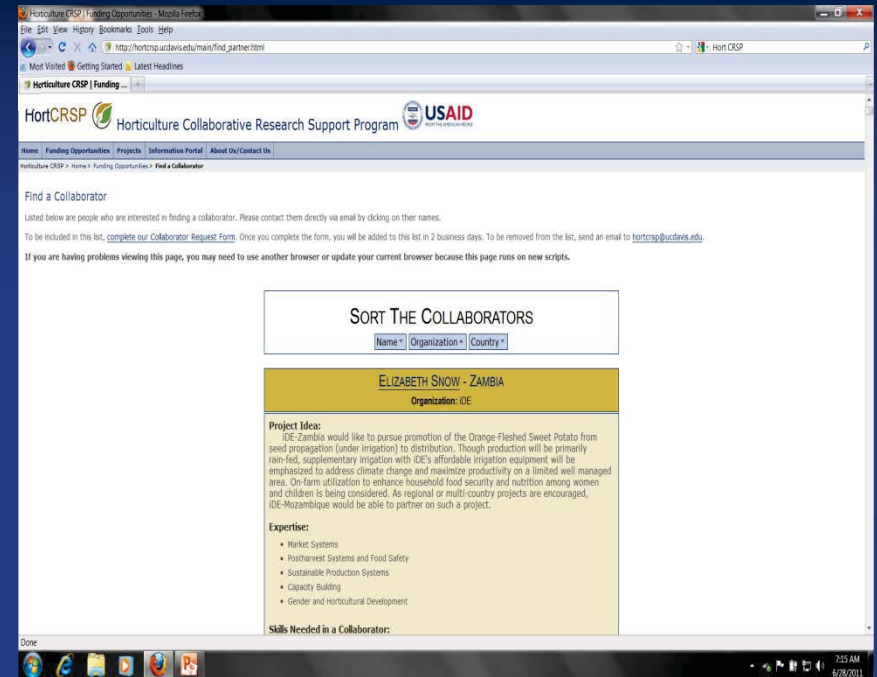 Horticulture CRSP | Funding Opportunities - Mozilla Firefox
File Edit View History Bookmarks Tools Help
http://hortcrsp.ucdavis.edu/main/find_partner.html
Hort CRSP
Most Visited Getting Started Latest Headlines
Horticulture CRSP | Funding ...
HortCRSP Horticulture Collaborative Research Support Program USAID
FROM THE AMERICAN PEOPLE
Home Funding Opportunities Projects Information Portal About Us/Contact Us
Horticulture CRSP > Home > Funding Opportunities > Find a Collaborator
Find a Collaborator
Listed below are people who are interested in finding a collaborator. Please contact them directly via email by clicking on their names.
To be included in this list, complete our Collaborator Request Form. Once you complete the form, you will be added to this list in 2 business days. To be removed from the list, send an email to hortcrsp@ucdavis.edu.
If you are having problems viewing this page, you may need to use another browser or update your current browser because this page runs on new scripts.
SORT THE COLLABORATORS
Name Organization Country
ELIZABETH SNOW - ZAMBIA
Organization: iDE
Project Idea:
iDE-Zambia would like to pursue promotion of the Orange-Fleshed Sweet Potato from
seed propagation (under irrigation) to distribution. Though production will be primarily
rain-fed, supplementary irrigation with iDE's affordable irrigation equipment will be
emphasized to address climate change and maximize productivity on a limited well managed
area. On-farm utilization to enhance household food security and nutrition among women
and children is being considered. As regional or multi-country projects are encouraged,
iDE-Mozambique would be able to partner on such a project.
Expertise:
• Market Systems
• Postharvest Systems and Food Safety
• Sustainable Production Systems
• Capacity Building
• Gender and Horticultural Development
Skills Needed in a Collaborator:
Done
7:15 AM
6/28/2011